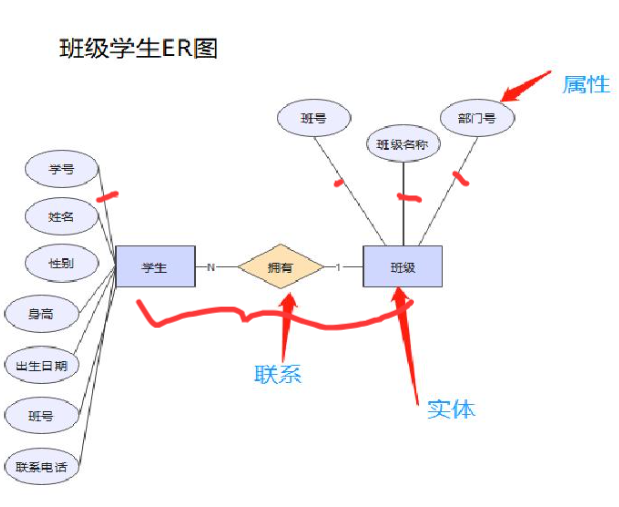 班级学生ER图
属性
班号
部门号
班级名称
学号
姓名
性别
学生
N
拥有
1
班级
身高
出生日期
联系
实体
班号
联系电话